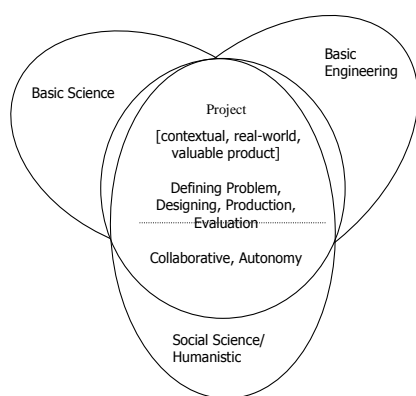 Basic Science
Basic
Engineering
Project
[contextual, real-world,
valuable product]
Defining Problem,
Designing, Production,
Evaluation
Collaborative, Autonomy
Social Science/
Humanistic